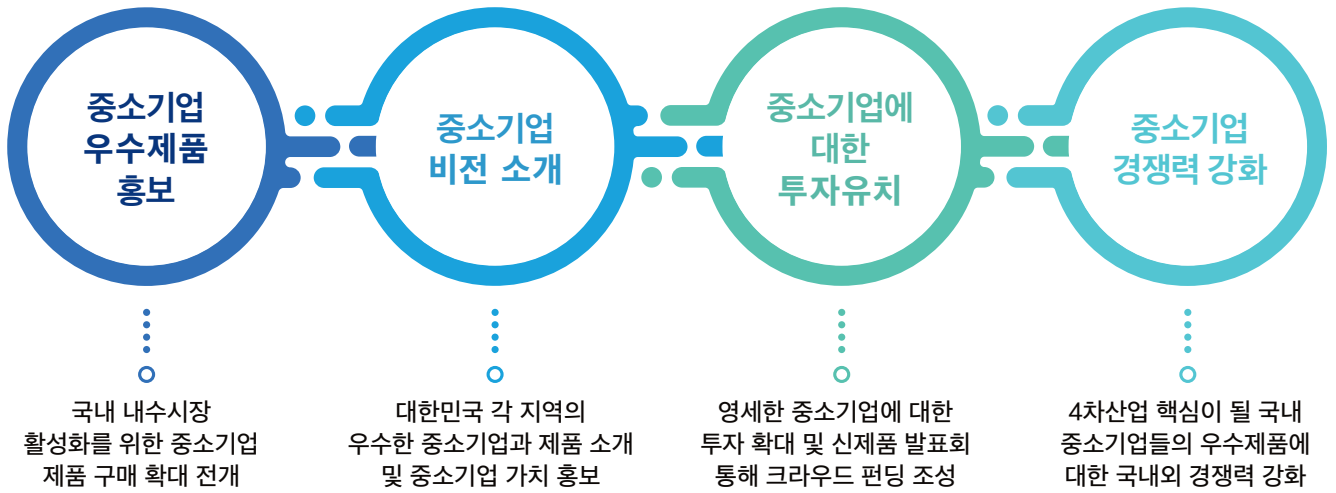 중소기업
우수제품
홍보
국내 내수시장
활성화를 위한 중소기업
제품 구매 확대 전개
중소기업
비전 소개
대한민국 각 지역의
우수한 중소기업과 제품 소개
및 중소기업 가치 홍보
중소기업에
대한
투자유치
영세한 중소기업에 대한
투자 확대 및 신제품 발표회
통해 크라우드 펀딩 조성
중소기업
경쟁력 강화
4차산업 핵심이 될 국내
중소기업들의 우수제품에
대한 국내외 경쟁력 강화